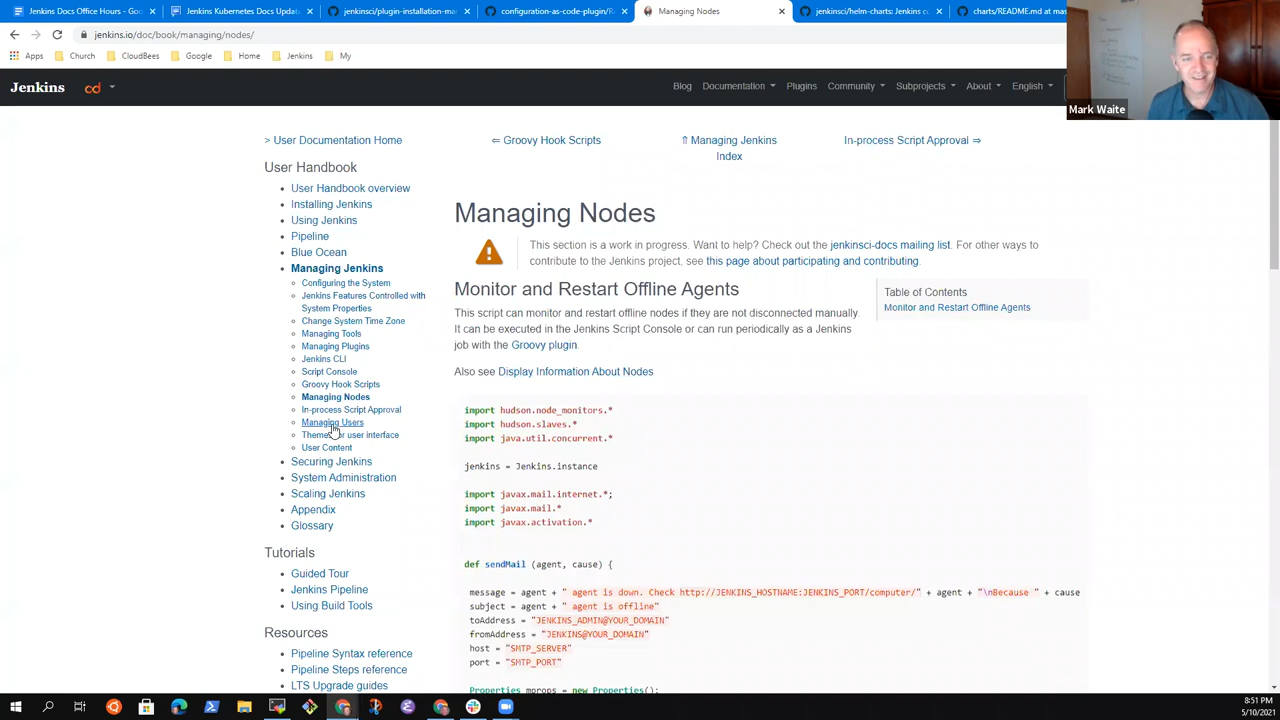 Jenkins Docs Office Hours - Goo
Jenkins Kubernetes Docs Updat
jenkinsci/plugin-installation-ma
configuration-as-code-plugin/R
Managing Nodes
jenkinsci/helm-charts: Jenkins c
charts/README.md at mas
jenkins.io/doc/book/managing/nodes/
Apps
Church
CloudBees
Google
Home
Jenkins
My
Mark Waite
Jenkins
cd
Blog
Documentation
Plugins
Community
Subprojects
About
English
> User Documentation Home
⇐ Groovy Hook Scripts
⇑ Managing Jenkins
Index
In-process Script Approval ⇒
User Handbook
User Handbook overview
Installing Jenkins
Using Jenkins
Pipeline
Blue Ocean
Managing Jenkins
Configuring the System
Jenkins Features Controlled with
System Properties
Change System Time Zone
Managing Tools
Managing Plugins
Jenkins CLI
Script Console
Groovy Hook Scripts
Managing Nodes
In-process Script Approval
Managing Users
user interface
User Content
Securing Jenkins
System Administration
Scaling Jenkins
Appendix
Glossary
Tutorials
Guided Tour
Jenkins Pipeline
Using Build Tools
Resources
Pipeline Syntax reference
Pipeline Steps reference
LTS Upgrade guides
Managing Nodes
This section is a work in progress. Want to help? Check out the jenkinsci-docs mailing list. For other ways
to contribute to the Jenkins project, see this page about participating and contributing.
Monitor and Restart Offline Agents
This script can monitor and restart offline nodes if they are not disconnected manually.
It can be executed in the Jenkins Script Console or can run periodically as a Jenkins
job with the Groovy plugin.
Also see Display Information About Nodes
Table of Contents
Monitor and Restart Offline Agents
import hudson.node_monitors.*
import hudson.slaves.*
import java.util.concurrent.*
jenkins = Jenkins.instance
import javax.mail.internet.*;
import javax.mail.*
import javax.activation.*
def sendMail (agent, cause) {
message = agent + " agent is down. Check http://JENKINS_HOSTNAME:JENKINS_PORT/computer/" + agent + "\nBecause " + cause
subject = agent + " agent is offline"
toAddress = "JENKINS_ADMIN@YOUR_DOMAIN"
fromAddress = "JENKINS@YOUR_DOMAIN"
host = "SMTP_SERVER"
port = "SMTP_PORT"
Properties mprops = new Properties();
8:51 PM
5/10/2021